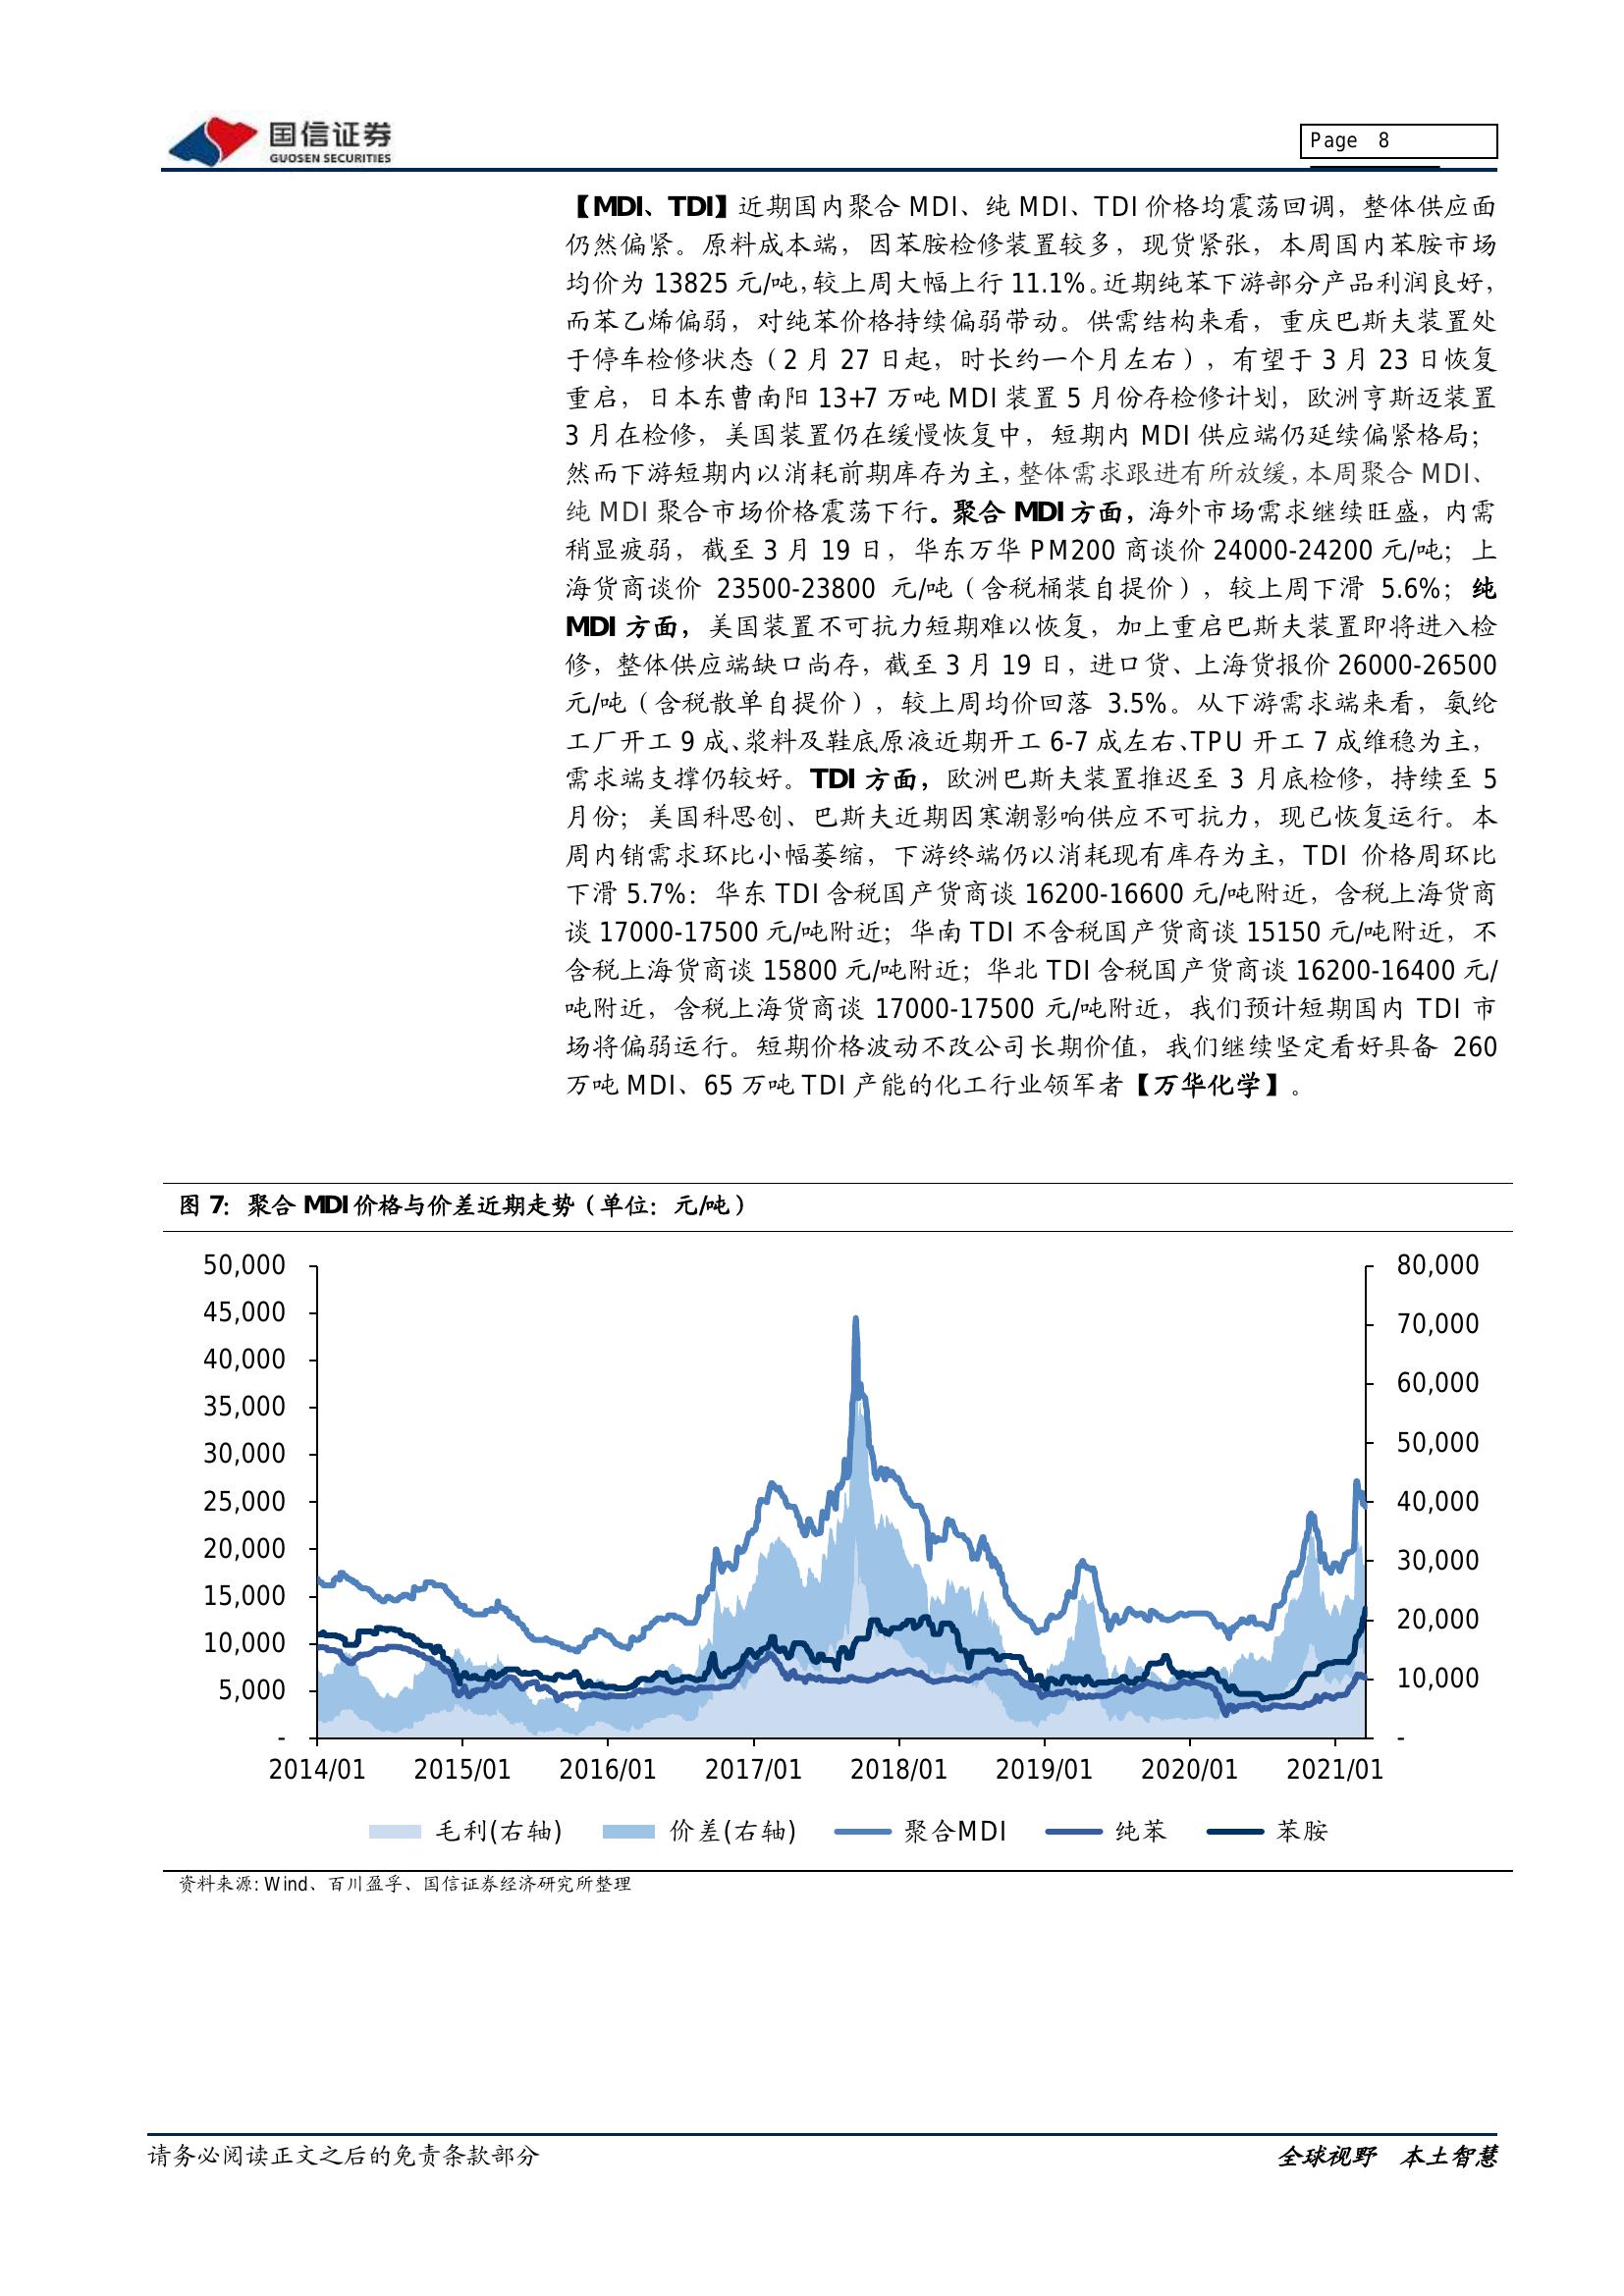 国信证券
GUOSEN SECURITIES
Page 8
【MDI、TDI】近期国内聚合 MDI、纯 MDI、TDI 价格均震荡回调，整体供应面
仍然偏紧。原料成本端，因苯胺检修装置较多，现货紧张，本周国内苯胺市场
均价为 13825 元/吨，较上周大幅上行 11.1%。近期纯苯下游部分产品利润良好，
而苯乙烯偏弱，对纯苯价格持续偏弱带动。供需结构来看，重庆巴斯夫装置处
于停车检修状态（2 月 27 日起，时长约一个月左右），有望于 3 月 23 日恢复
重启，日本东曹南阳 13+7 万吨 MDI 装置 5 月份存检修计划，欧洲亨斯迈装置
3 月在检修，美国装置仍在缓慢恢复中，短期内 MDI 供应端仍延续偏紧格局；
然而下游短期内以消耗前期库存为主，整体需求跟进有所放缓，本周聚合 MDI、
纯 MDI 聚合市场价格震荡下行。聚合 MDI 方面，海外市场需求继续旺盛，内需
稍显疲弱，截至 3 月 19 日，华东万华 PM200 商谈价 24000-24200 元/吨；上
海货商谈价 23500-23800 元/吨（含税桶装自提价），较上周下滑 5.6%；纯
MDI 方面，美国装置不可抗力短期难以恢复，加上重启巴斯夫装置即将进入检
修，整体供应端缺口尚存，截至 3 月 19 日，进口货、上海货报价 26000-26500
元/吨（含税散单自提价），较上周均价回落 3.5%。从下游需求端来看，氨纶
工厂开工 9 成、浆料及鞋底原液近期开工 6-7 成左右、TPU 开工 7 成维稳为主，
需求端支撑仍较好。TDI 方面，欧洲巴斯夫装置推迟至 3 月底检修，持续至 5
月份；美国科思创、巴斯夫近期因寒潮影响供应不可抗力，现已恢复运行。本
周内销需求环比小幅萎缩，下游终端仍以消耗现有库存为主，TDI 价格周环比
下滑 5.7%：华东 TDI 含税国产货商谈 16200-16600 元/吨附近，含税上海货商
谈 17000-17500 元/吨附近；华南 TDI 不含税国产货商谈 15150 元/吨附近，不
含税上海货商谈 15800 元/吨附近；华北 TDI 含税国产货商谈 16200-16400 元/
吨附近，含税上海货商谈 17000-17500 元/吨附近，我们预计短期国内 TDI 市
场将偏弱运行。短期价格波动不改公司长期价值，我们继续坚定看好具备 260
万吨 MDI、65 万吨 TDI 产能的化工行业领军者【万华化学】。
图 7：聚合 MDI 价格与价差近期走势（单位：元/吨）
50,000 80,000
45,000 70,000
40,000 60,000
35,000
30,000 50,000
25,000 40,000
20,000 30,000
15,000
10,000 20,000
5,000 10,000
- -
2014/01 2015/01 2016/01 2017/01 2018/01 2019/01 2020/01 2021/01
毛利(右轴) 价差(右轴) 聚合MDI 纯苯 苯胺
资料来源: Wind、百川盈孚、国信证券经济研究所整理
请务必阅读正文之后的免责条款部分 全球视野 本土智慧